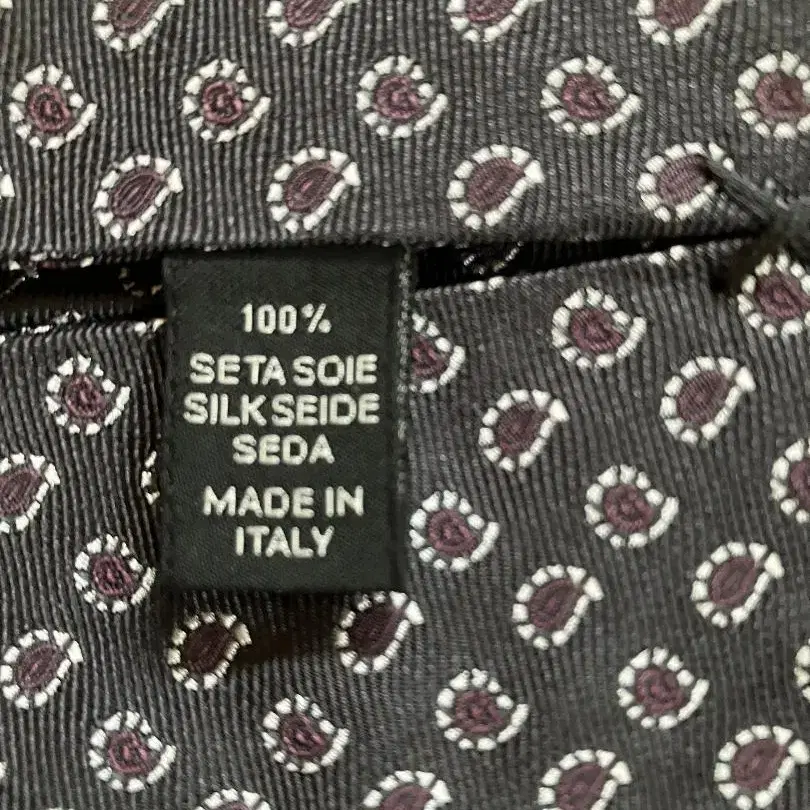 100%
SETA SOIE
SILK SEIDE
SEDA
MADE IN
ITALY